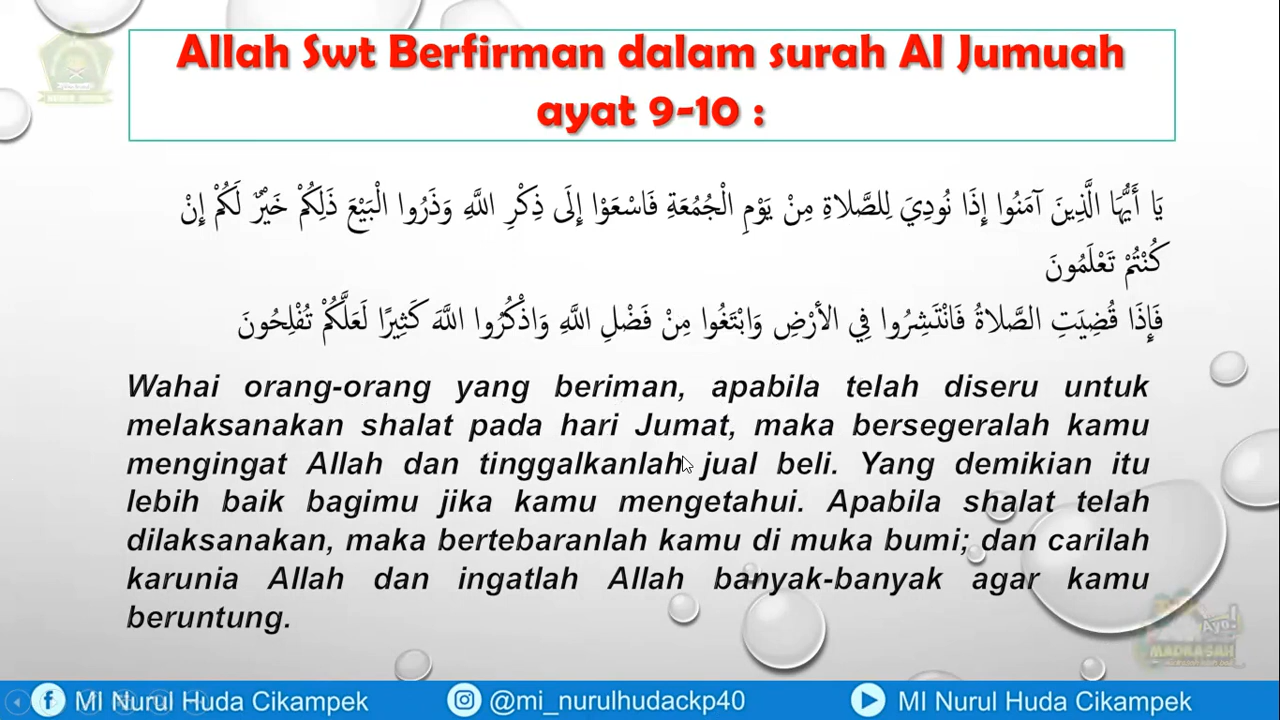 Allah Swt Berfirman dalam surah Al Jumuah
ayat 9-10 :
يَا أَيُّهَا الَّذِينَ آمَنُوا إِذَا نُودِيَ لِلصَّلاةِ مِنْ يَوْمِ الْجُمُعَةِ فَاسْعَوْا إِلَى ذِكْرِ اللَّهِ وَذَرُوا الْبَيْعَ ذَلِكُمْ خَيْرٌ لَكُمْ إِنْ
كُنْتُمْ تَعْلَمُونَ
فَإِذَا قُضِيَتِ الصَّلاةُ فَانْتَشِرُوا فِي الأرْضِ وَابْتَغُوا مِنْ فَضْلِ اللَّهِ وَاذْكُرُوا اللَّهَ كَثِيرًا لَعَلَّكُمْ تُفْلِحُونَ
Wahai orang-orang yang beriman, apabila telah diseru untuk
melaksanakan shalat pada hari Jumat, maka bersegeralah kamu
mengingat Allah dan tinggalkanlah jual beli. Yang demikian itu
lebih baik bagimu jika kamu mengetahui. Apabila shalat telah
dilaksanakan, maka bertebaranlah kamu di muka bumi; dan carilah
karunia Allah dan ingatlah Allah banyak-banyak agar kamu
beruntung.
Ayo!
MADRASAH
MI Nurul Huda Cikampek
@mi_nurulhudackp40
MI Nurul Huda Cikampek